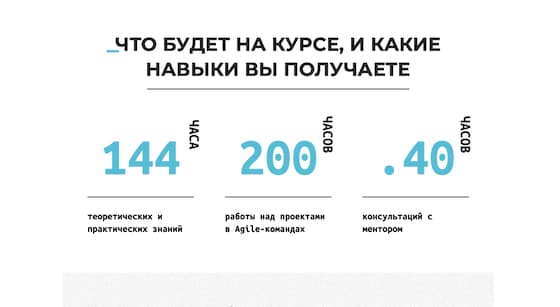 _ЧТО БУДЕТ НА КУРСЕ, И КАКИЕ
НАВЫКИ ВЫ ПОЛУЧАЕТЕ
144 ЧАСА
теоретических и
практических знаний
200 ЧАСОВ
работы над проектами
в Agile-командах
.40 ЧАСОВ
консультаций с
ментором